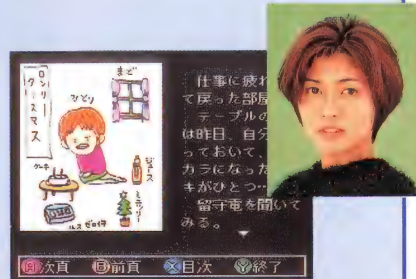 ロンリー
クリスマス
まど
ひとり
ケーキ
ジュース
ミニツリー
ルスゼロ件
仕事に疲れ
て戻った部屋
テーブルの
は昨日、自分
っておいて、
カラになった
キがひとつ…
留守電を聞いて
みる。
次頁
前頁
目次
終了